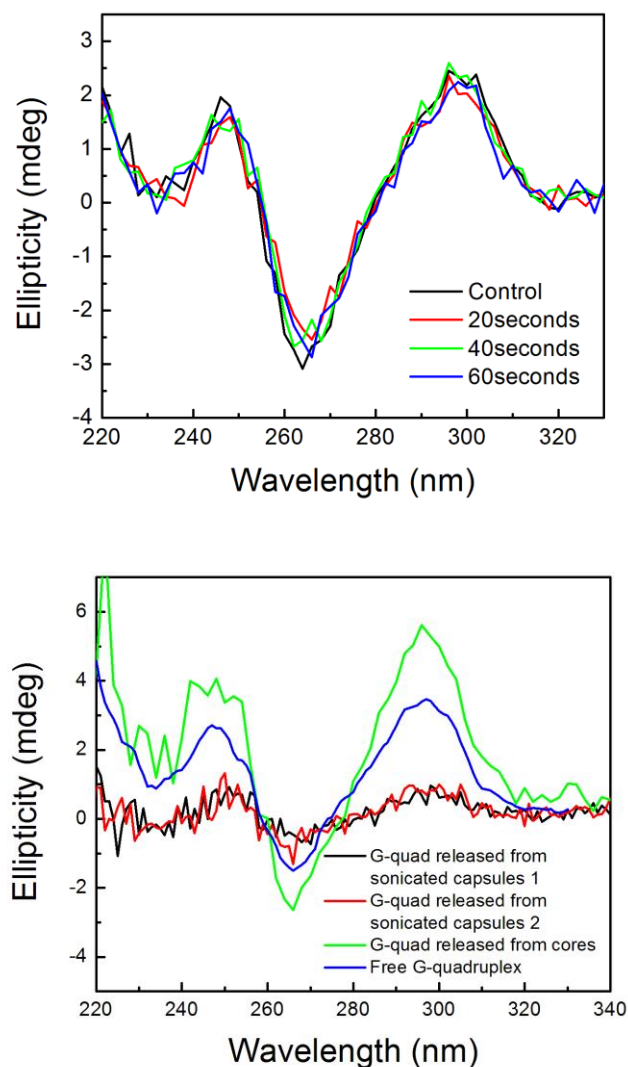 3
2
1
0
-1
-2
-3
-4
Ellipticity (mdeg)
Control
20seconds
40seconds
60seconds
220 240 260 280 300 320
Wavelength (nm)
6
4
2
0
-2
-4
Ellipticity (mdeg)
G-quad released from
sonicated capsules 1
G-quad released from
sonicated capsules 2
G-quad released from cores
Free G-quadruplex
220 240 260 280 300 320 340
Wavelength (nm)